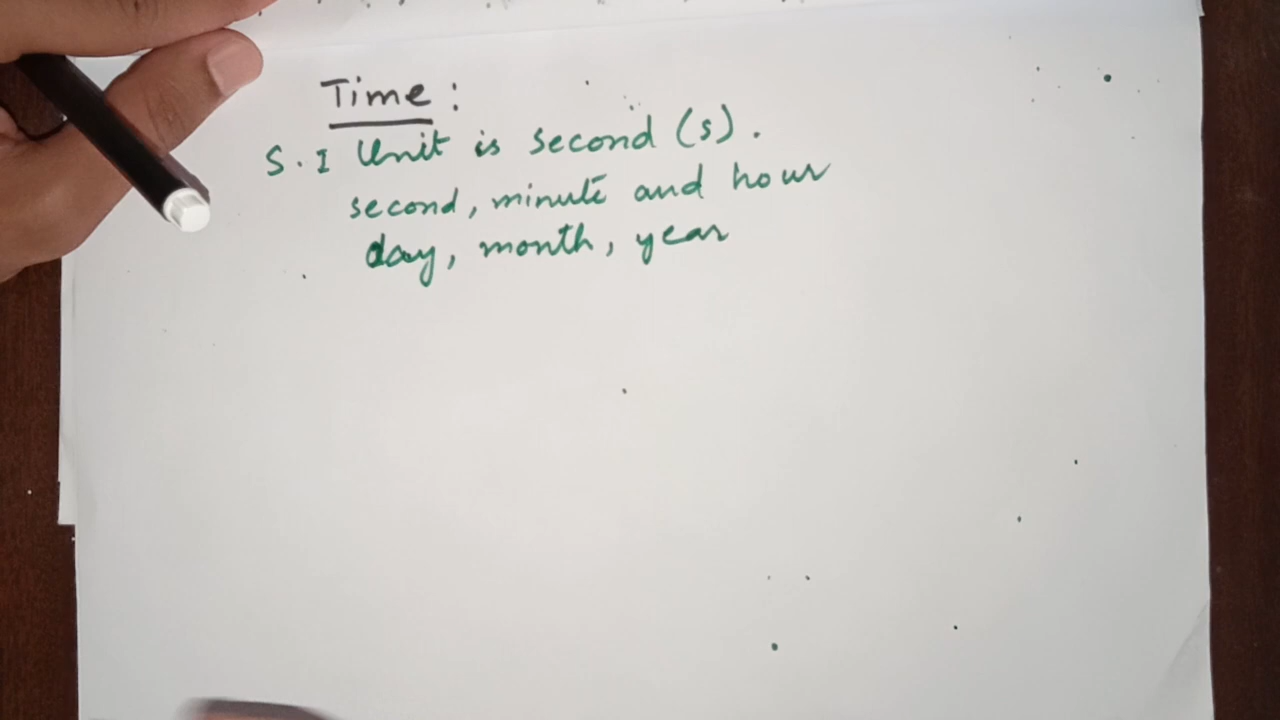 Time :
S. I Unit is second (s).
second, minute and hour
day, month, year